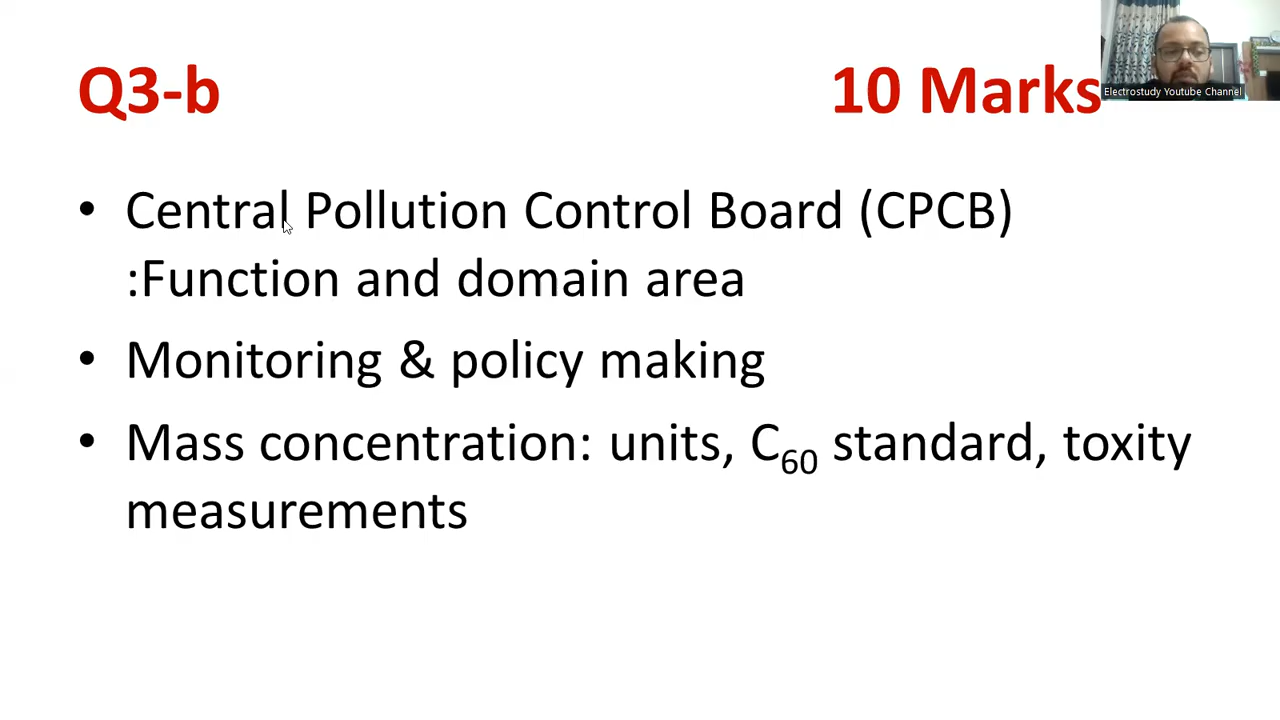 Q3-b
10 Marks
Electrostudy Youtube Channel
• Central Pollution Control Board (CPCB)
:Function and domain area
• Monitoring & policy making
• Mass concentration: units, C₆₀ standard, toxity
measurements